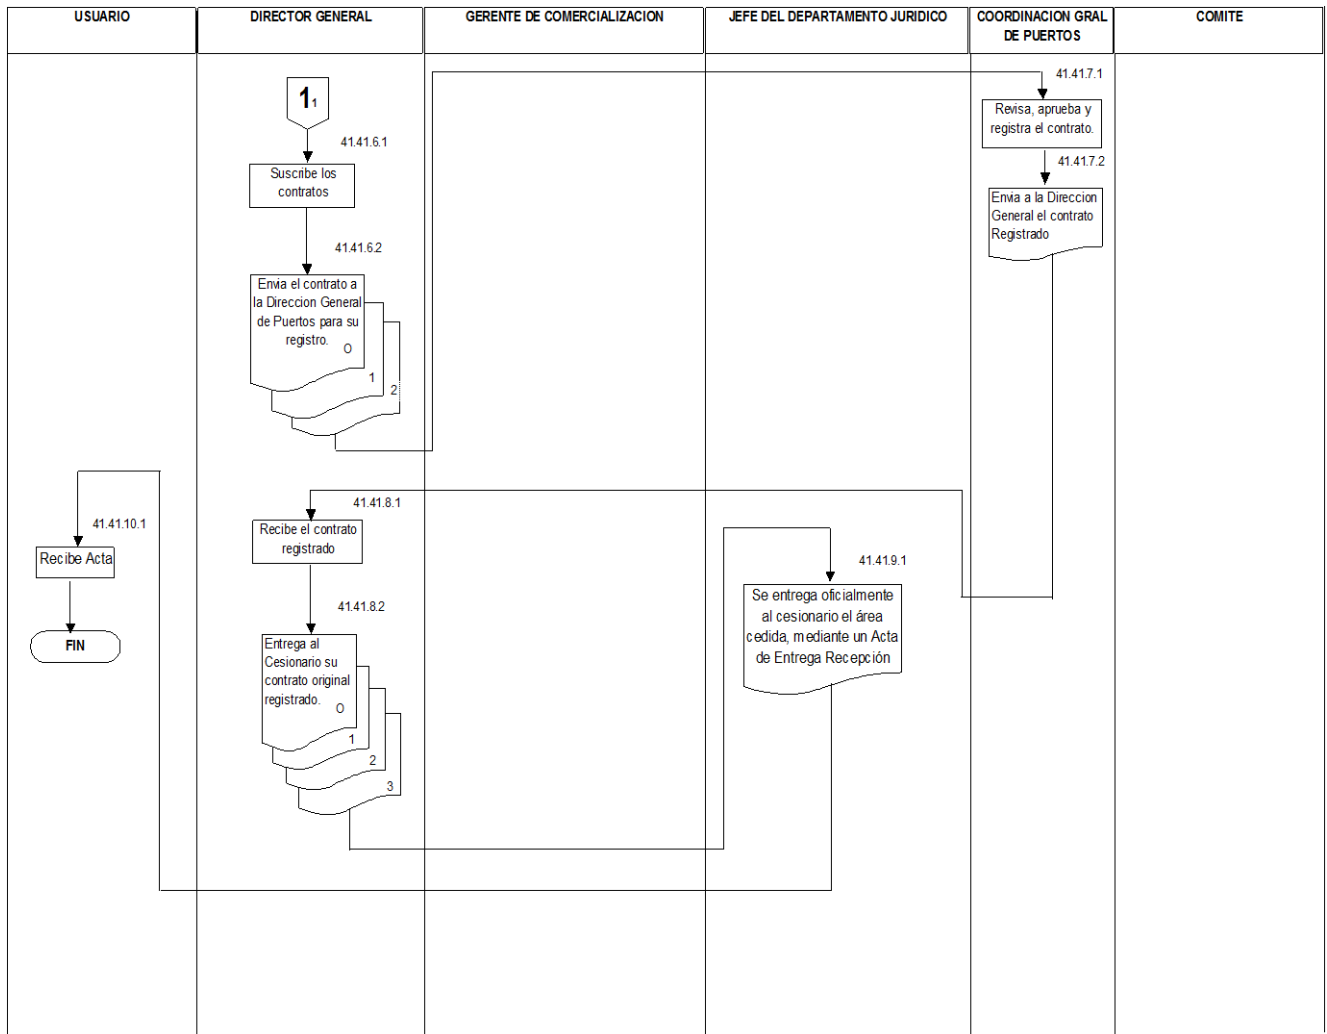 USUARIO
DIRECTOR GENERAL
GERENTE DE COMERCIALIZACION
JEFE DEL DEPARTAMENTO JURIDICO
COORDINACION GRAL
DE PUERTOS
COMITE
1 1
41.41.6.1
Suscribe los
contratos
41.41.6.2
Envia el contrato a
la Direccion General
de Puertos para su
registro.
O
1
2
41.41.7.1
Revisa, aprueba y
registra el contrato.
41.41.7.2
Envia a la Direccion
General el contrato
Registrado
41.41.8.1
Recibe el contrato
registrado
41.41.8.2
Entrega al
Cesionario su
contrato original
registrado.
O
1
2
3
41.41.9.1
Se entrega oficialmente
al cesionario el área
cedida, mediante un Acta
de Entrega Recepción
41.41.10.1
Recibe Acta
FIN